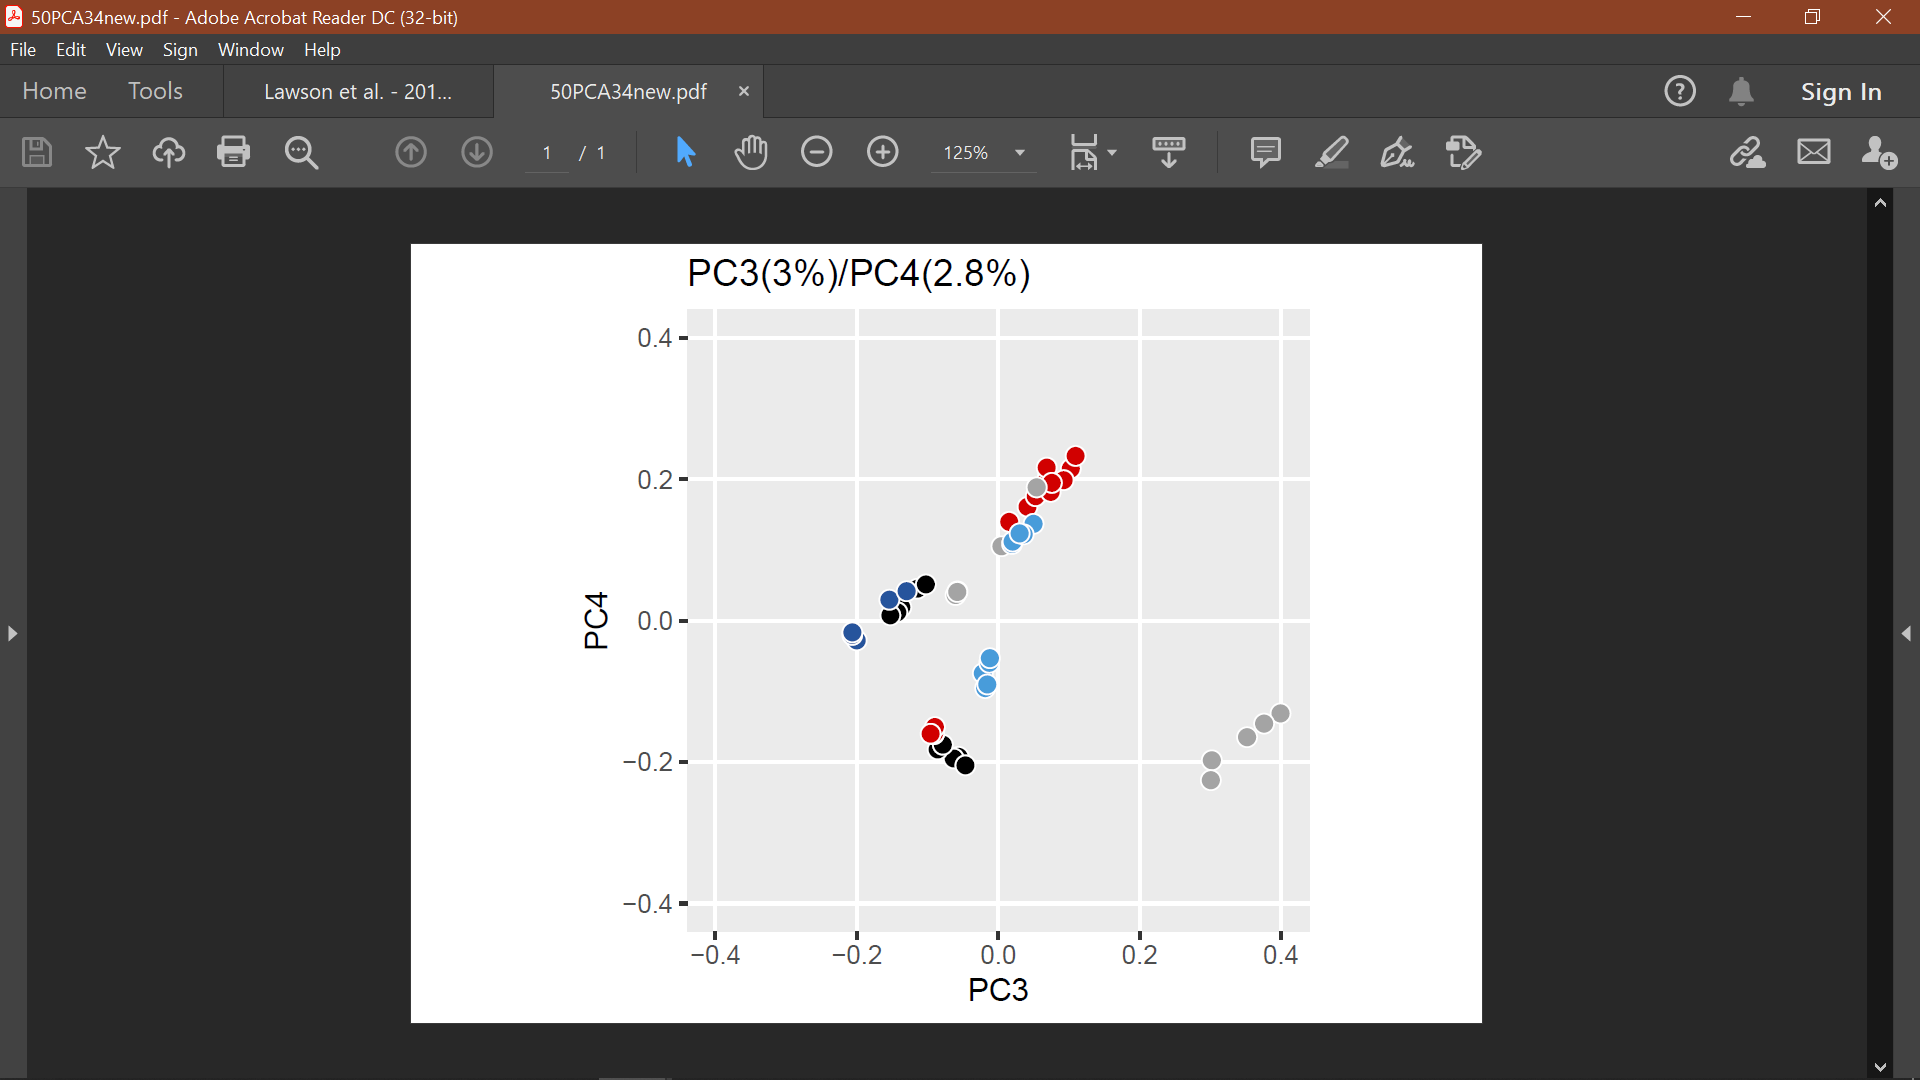 50PCA34new.pdf - Adobe Acrobat Reader DC (32-bit)
File Edit View Sign Window Help
Home Tools Lawson et al. - 201... 50PCA34new.pdf × Sign In
1 / 1 125%
PC3(3%)/PC4(2.8%)
0.4
0.2
0.0
−0.2
−0.4
PC4
−0.4 −0.2 0.0 0.2 0.4
PC3